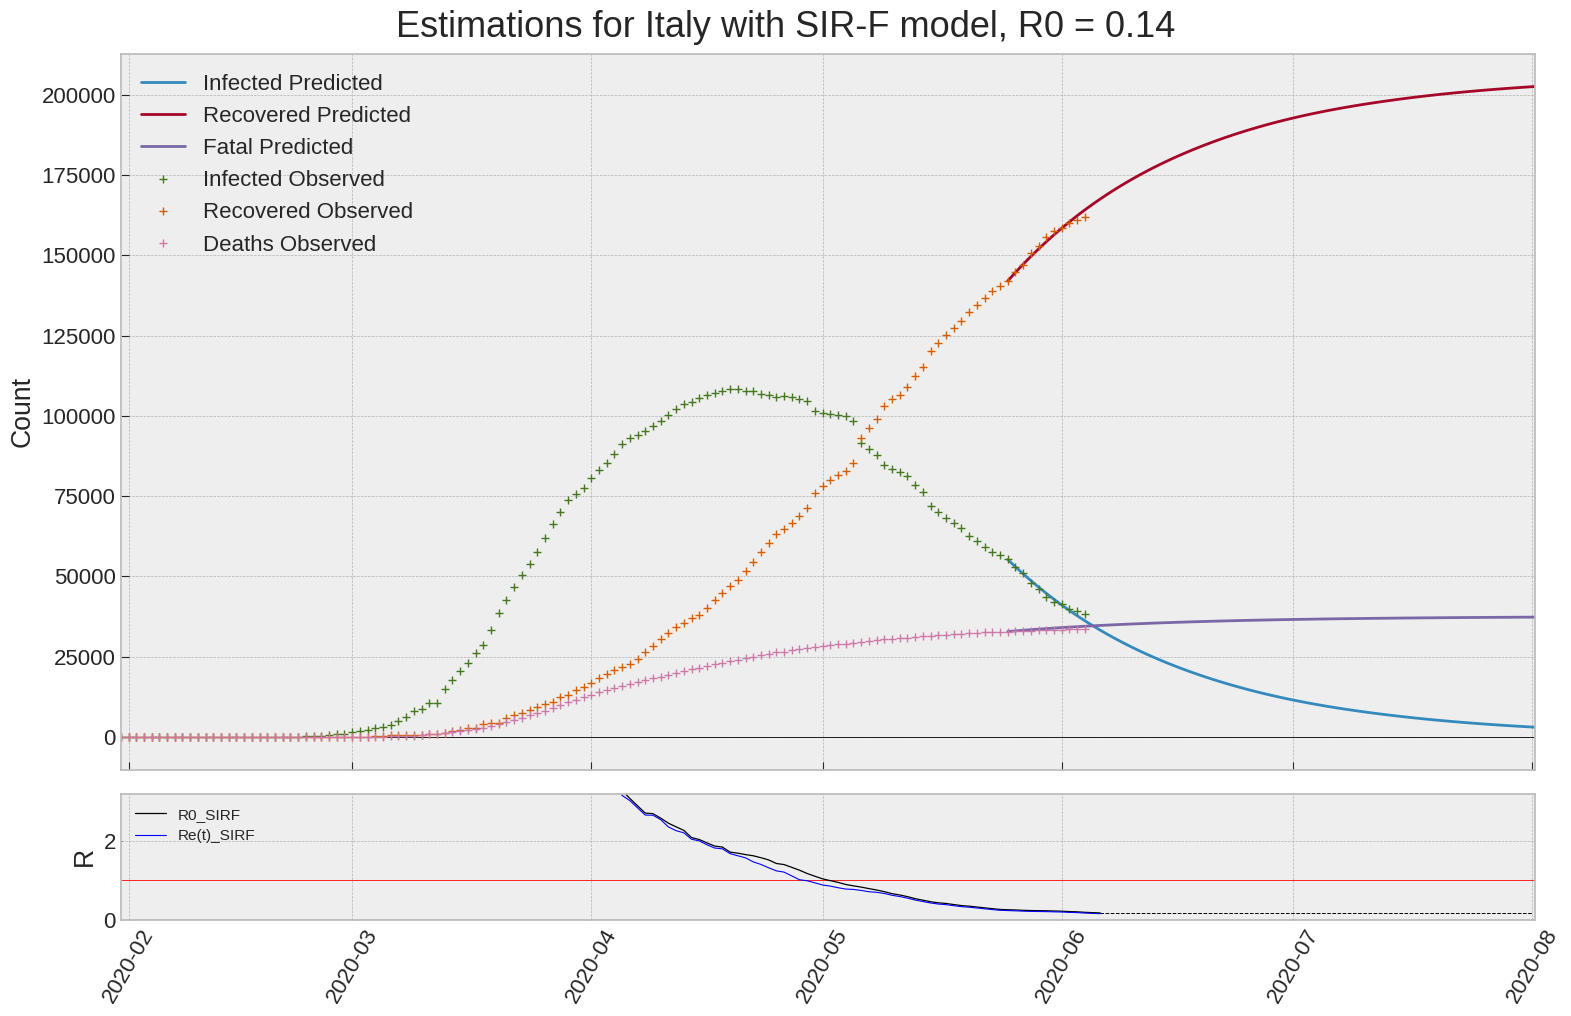 Estimations for Italy with SIR-F model, R0 = 0.14
Infected Predicted
Recovered Predicted
Fatal Predicted
Infected Observed
Recovered Observed
Deaths Observed
200000
175000
150000
125000
100000
75000
50000
25000
0
Count
R0_SIRF
Re(t)_SIRF
2
0
R
2020-02
2020-03
2020-04
2020-05
2020-06
2020-07
2020-08